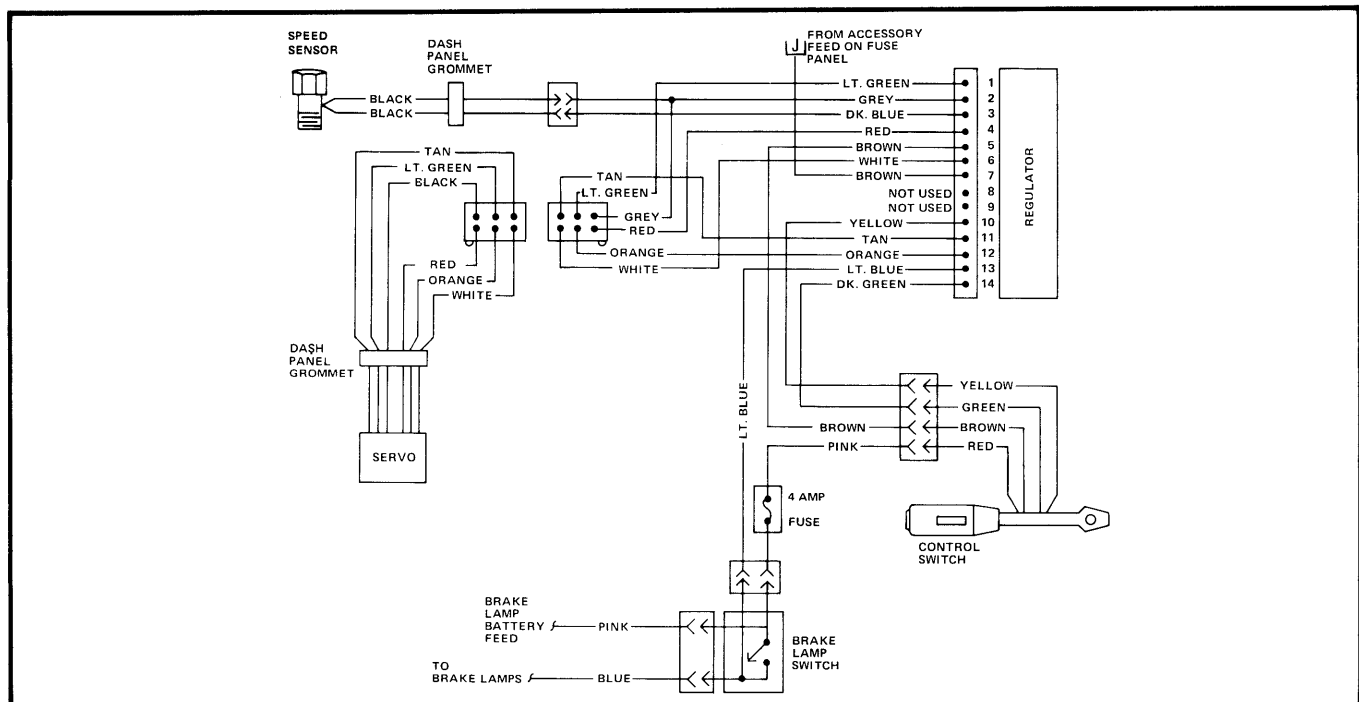 SPEED
SENSOR
DASH
PANEL
GROMMET
J
FROM ACCESSORY
FEED ON FUSE
PANEL
BLACK
BLACK
LT. GREEN 1
GREY 2
DK. BLUE 3
RED 4
BROWN 5
WHITE 6
BROWN 7
NOT USED 8
NOT USED 9
YELLOW 10
TAN 11
ORANGE 12
LT. BLUE 13
DK. GREEN 14
REGULATOR
TAN
LT. GREEN
BLACK
RED
ORANGE
WHITE
TAN
LT. GREEN
GREY
RED
ORANGE
WHITE
DASH
PANEL
GROMMET
SERVO
LT. BLUE
YELLOW
GREEN
BROWN
BROWN
PINK
RED
4 AMP
FUSE
CONTROL
SWITCH
BRAKE
LAMP
BATTERY
FEED
PINK
TO
BRAKE LAMPS
BLUE
BRAKE
LAMP
SWITCH